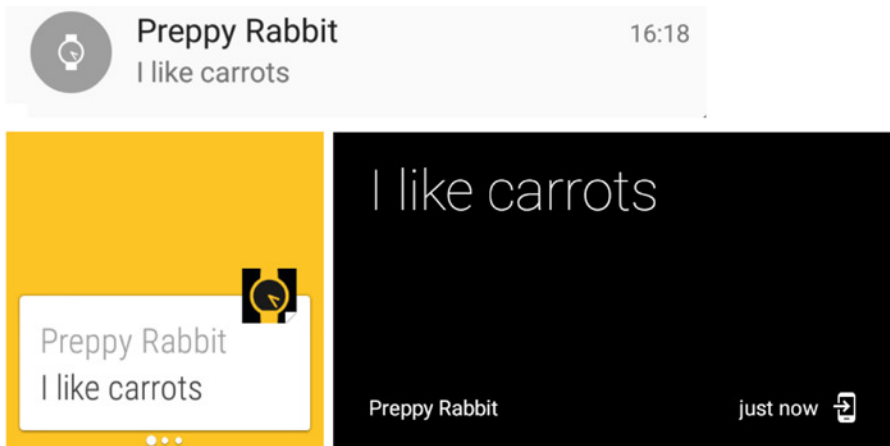 Preppy Rabbit 16:18
I like carrots
Preppy Rabbit
I like carrots
I like carrots
Preppy Rabbit just now